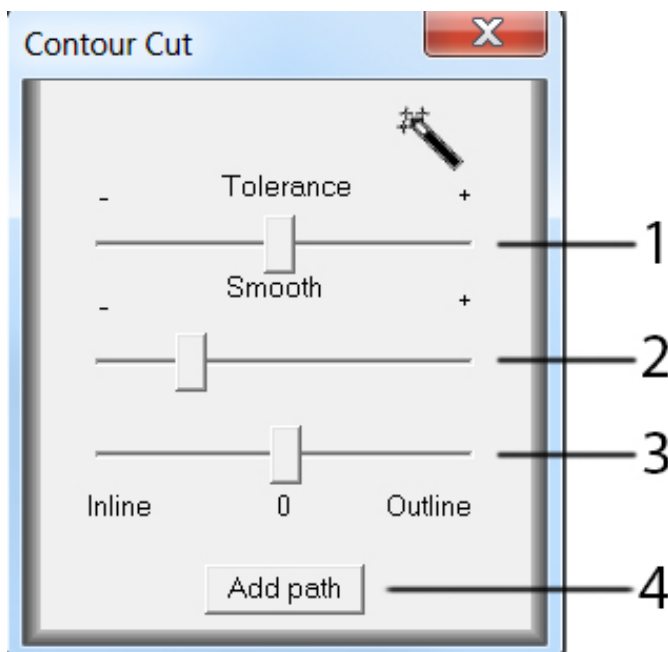 Contour Cut
- Tolerance +
1
Smooth
- +
2
3
Inline 0 Outline
Add path 4